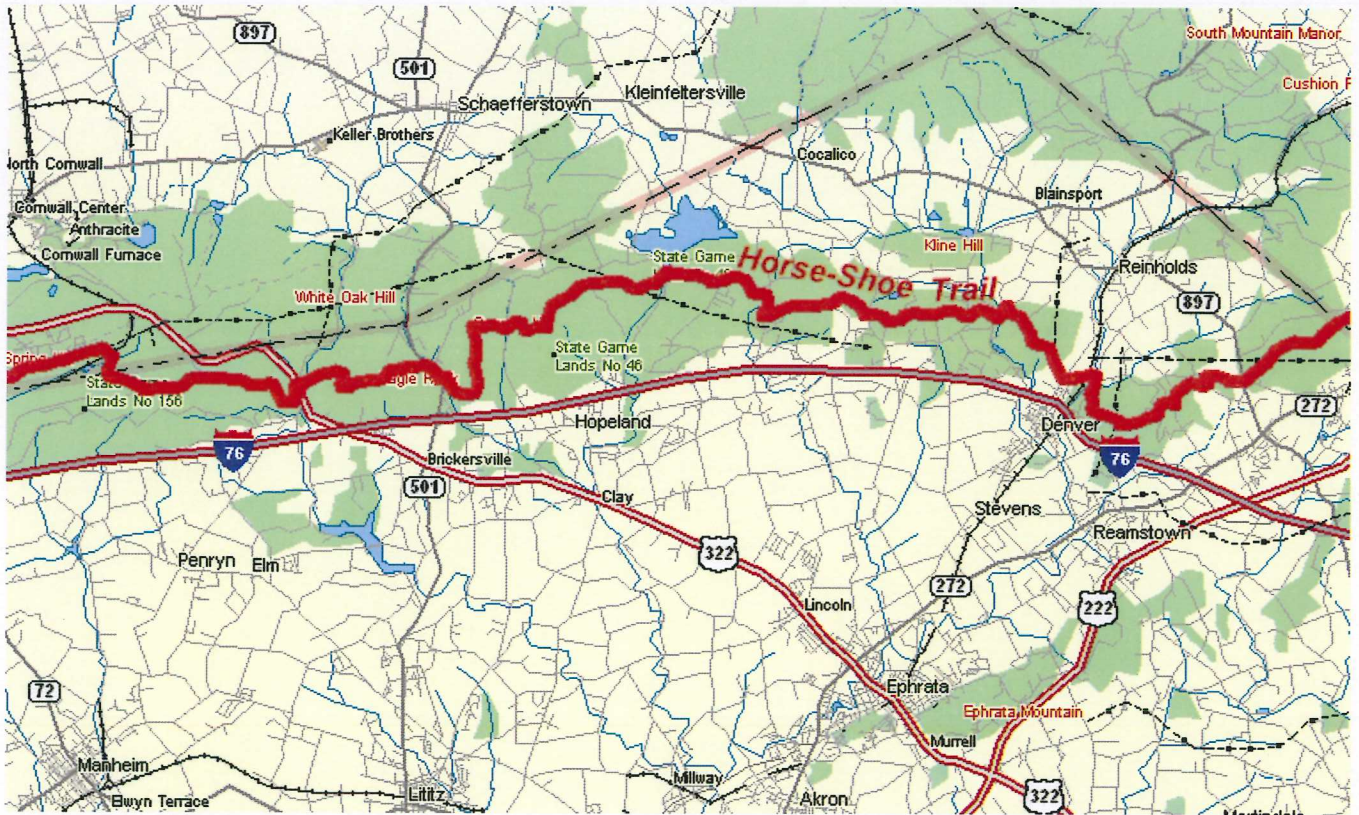 897
South Mountain Manor
501
Cushion
Schaefferstown
Kleinfeltersville
Keller Brothers
Cocalico
North Cornwall
Blainsport
Cornwall Center
Anthracite
Kline Hill
Cornwall Furnace
State Game
Horse-Shoe Trail
Reinholds
White Oak Hill
897
Spring
State Game
Lands No 46
State
Lands No 156
272
Hopeland
Denver
76
Brickersville
76
501
Clay
Stevens
Reamstown
322
Penryn
Elm
272
Lincoln
222
72
Ephrata
Ephrata Mountain
Murrell
Manheim
Millway
Elwyn Terrace
Lititz
Akron
322